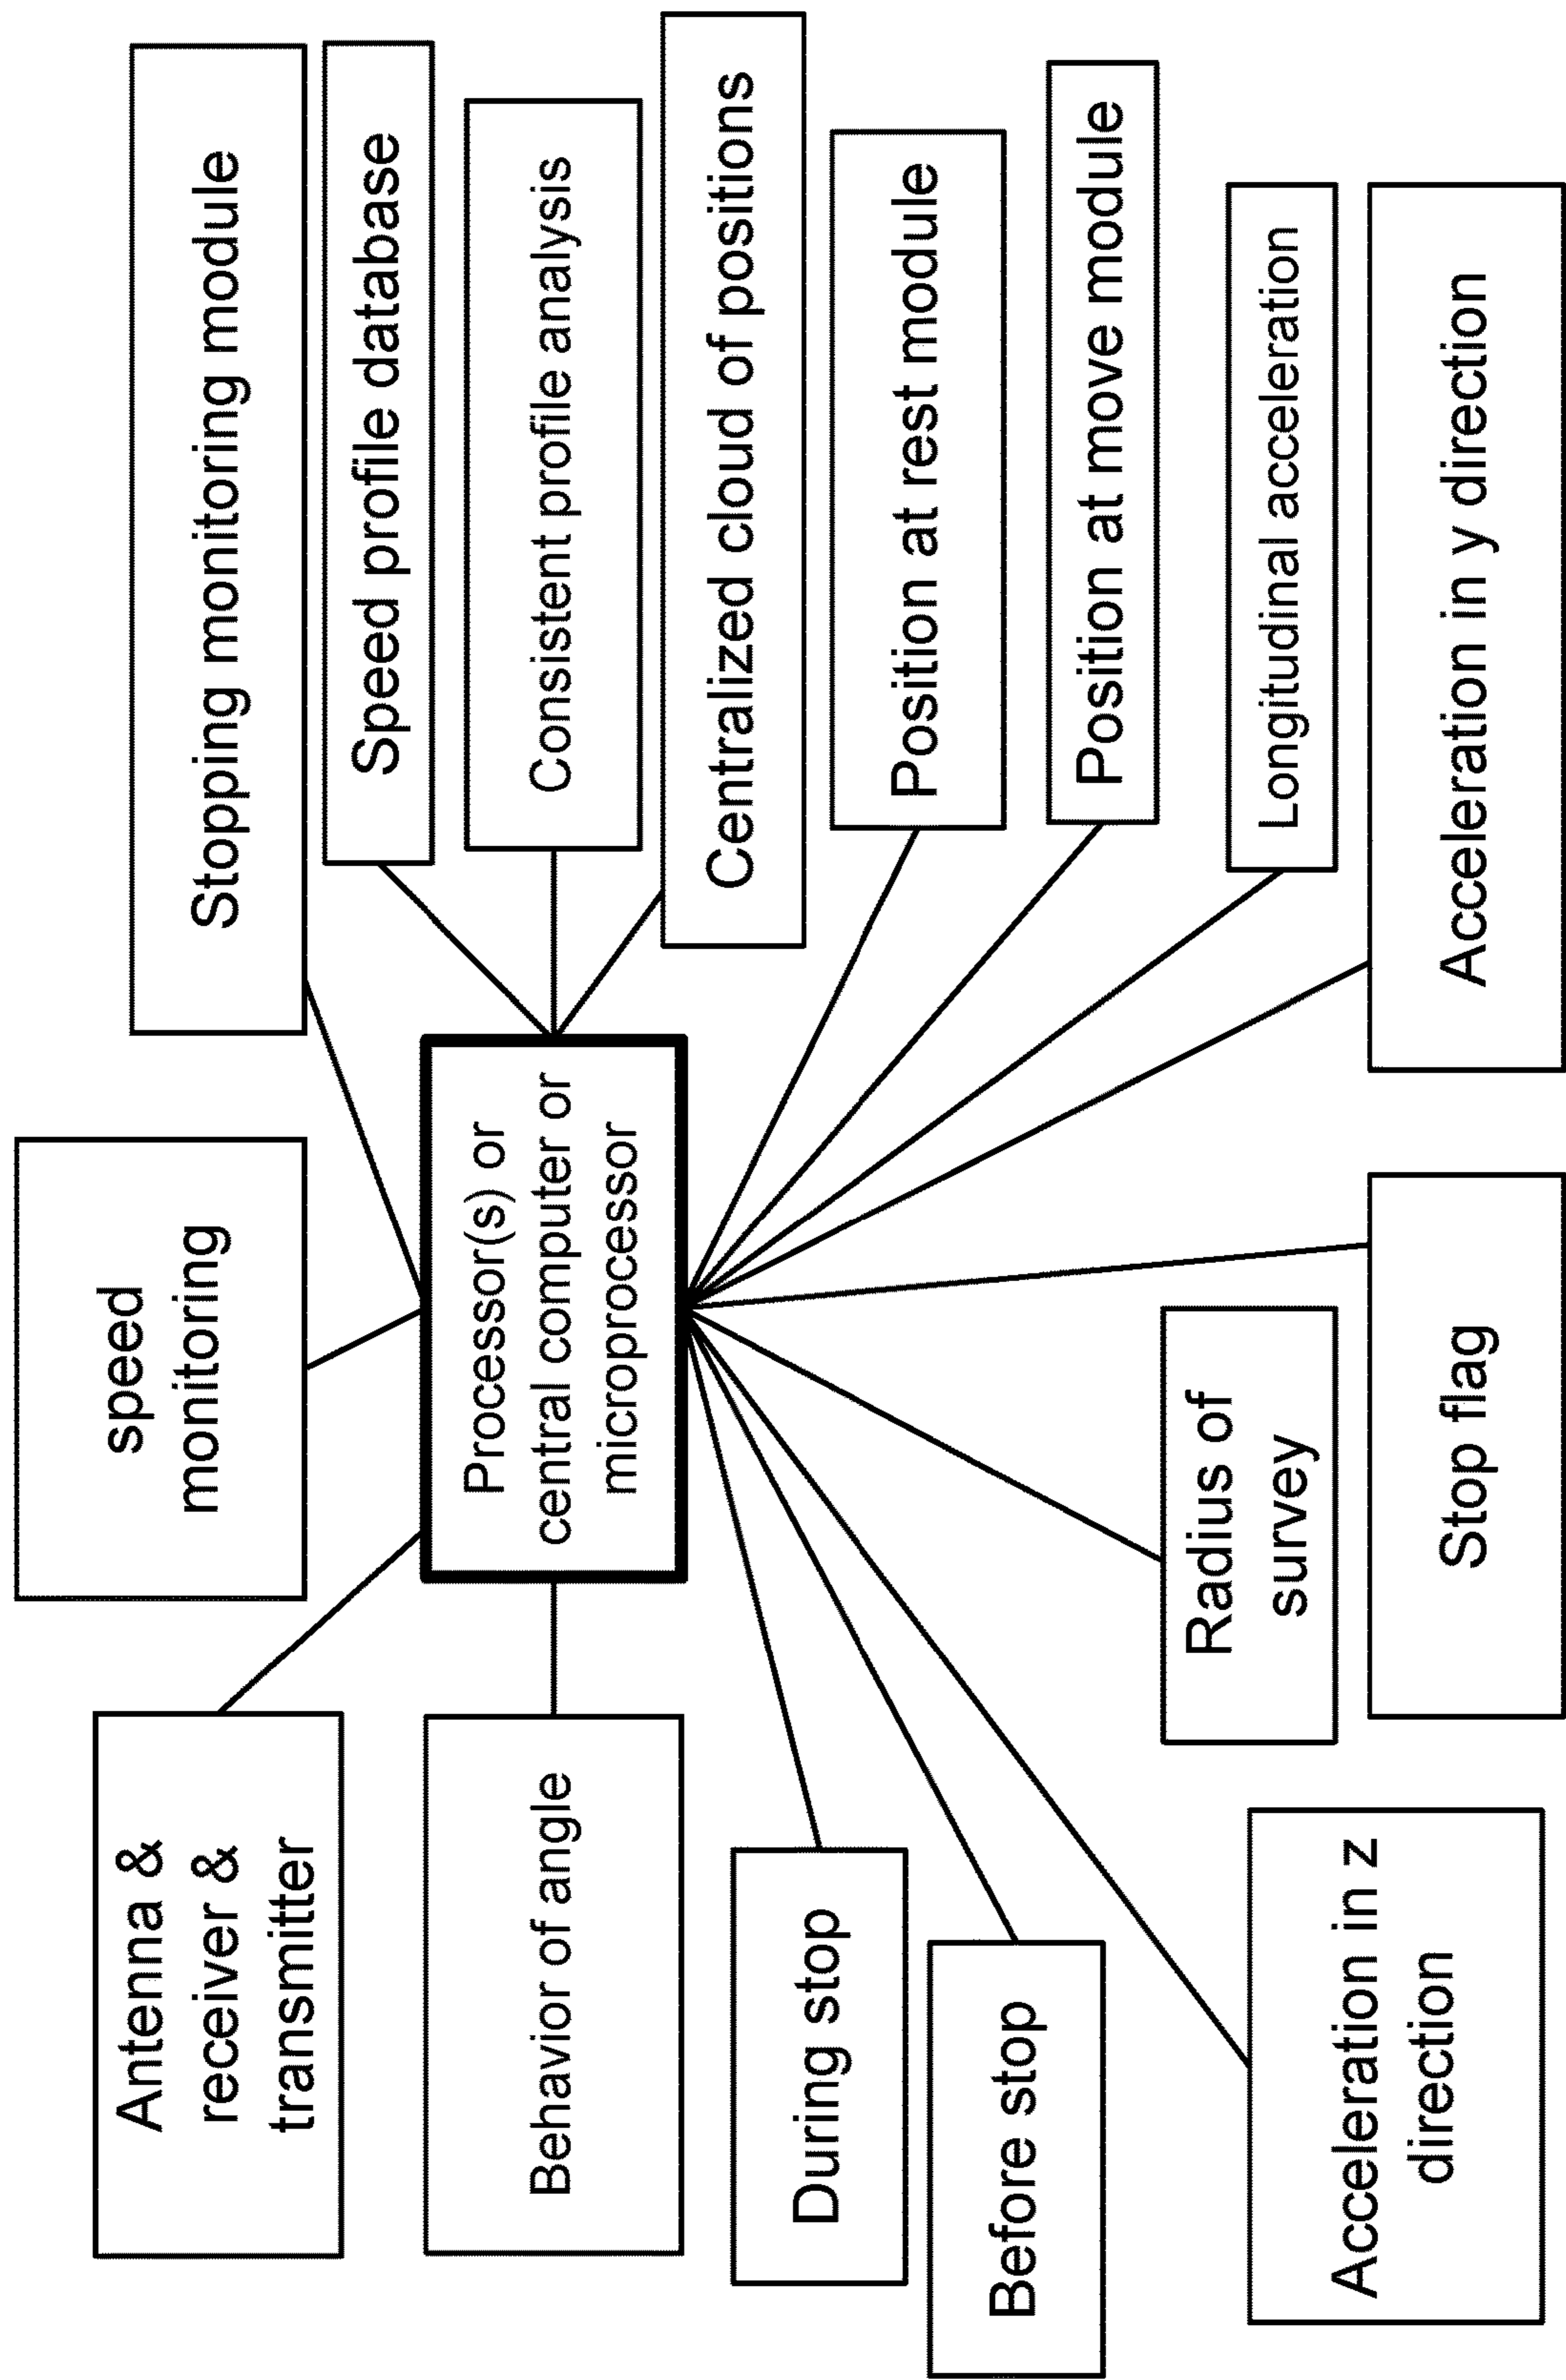 Antenna &
receiver &
transmitter
speed
monitoring
Stopping monitoring module
Speed profile database
Behavior of angle
Processor(s) or
central computer or
microprocessor
Consistent profile analysis
Centralized cloud of positions
During stop
Position at rest module
Before stop
Position at move module
Radius of
survey
Longitudinal acceleration
Acceleration in z
direction
Stop flag
Acceleration in y direction